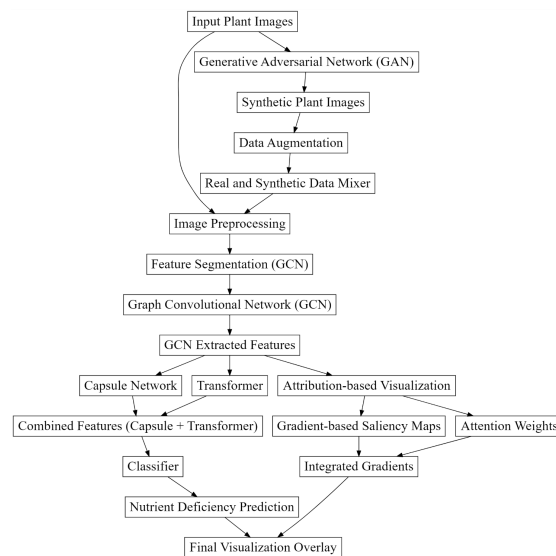 Input Plant Images
Generative Adversarial Network (GAN)
Synthetic Plant Images
Data Augmentation
Real and Synthetic Data Mixer
Image Preprocessing
Feature Segmentation (GCN)
Graph Convolutional Network (GCN)
GCN Extracted Features
Capsule Network
Transformer
Attribution-based Visualization
Combined Features (Capsule + Transformer)
Gradient-based Saliency Maps
Attention Weights
Classifier
Integrated Gradients
Nutrient Deficiency Prediction
Final Visualization Overlay